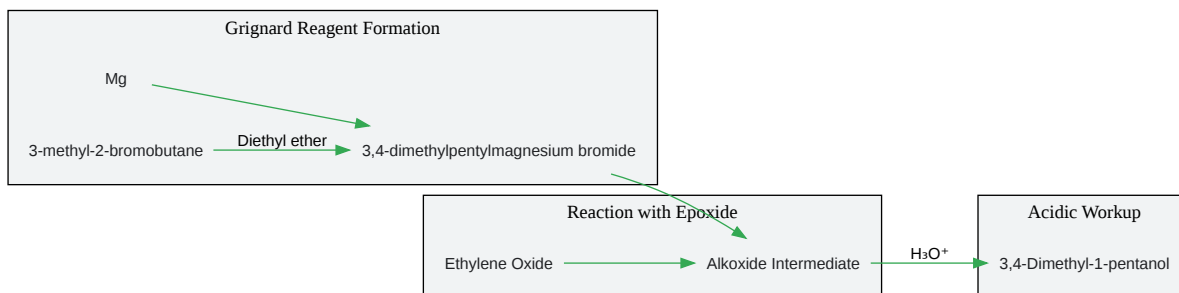 Grignard Reagent Formation
Mg
3-methyl-2-bromobutane
Diethyl ether
3,4-dimethylpentylmagnesium bromide
Reaction with Epoxide
Ethylene Oxide
Alkoxide Intermediate
H₃O⁺
Acidic Workup
3,4-Dimethyl-1-pentanol